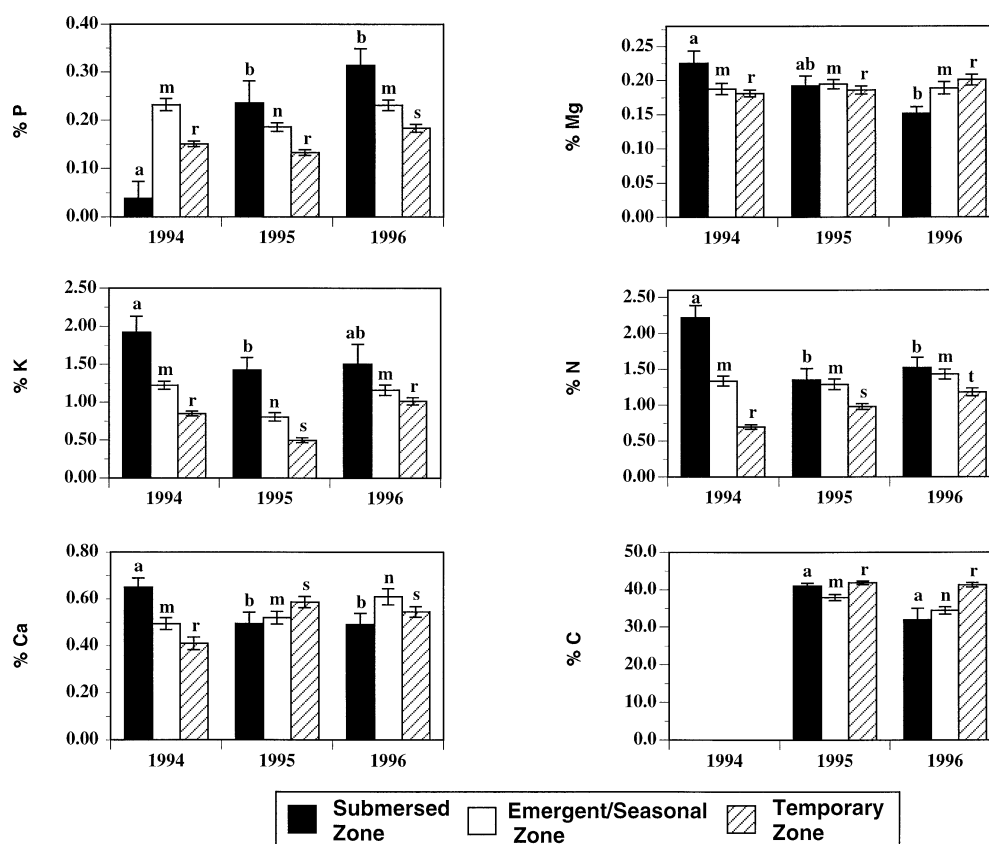 % P
0.40
0.30
0.20
0.10
0.00
a
m
r
b
n
r
b
m
s
1994
1995
1996
% Mg
0.25
0.20
0.15
0.10
0.05
0.00
a
m
r
ab
m
r
b
m
r
1994
1995
1996
% K
2.50
2.00
1.50
1.00
0.50
0.00
a
m
r
b
n
s
ab
m
r
1994
1995
1996
% N
2.50
2.00
1.50
1.00
0.50
0.00
a
m
r
b
m
s
b
m
t
1994
1995
1996
% Ca
0.80
0.60
0.40
0.20
0.00
a
m
r
b
m
s
b
n
s
1994
1995
1996
% C
50.0
40.0
30.0
20.0
10.0
0.0
a
m
r
a
n
r
1994
1995
1996
Submersed
Zone
Emergent/Seasonal
Zone
Temporary
Zone